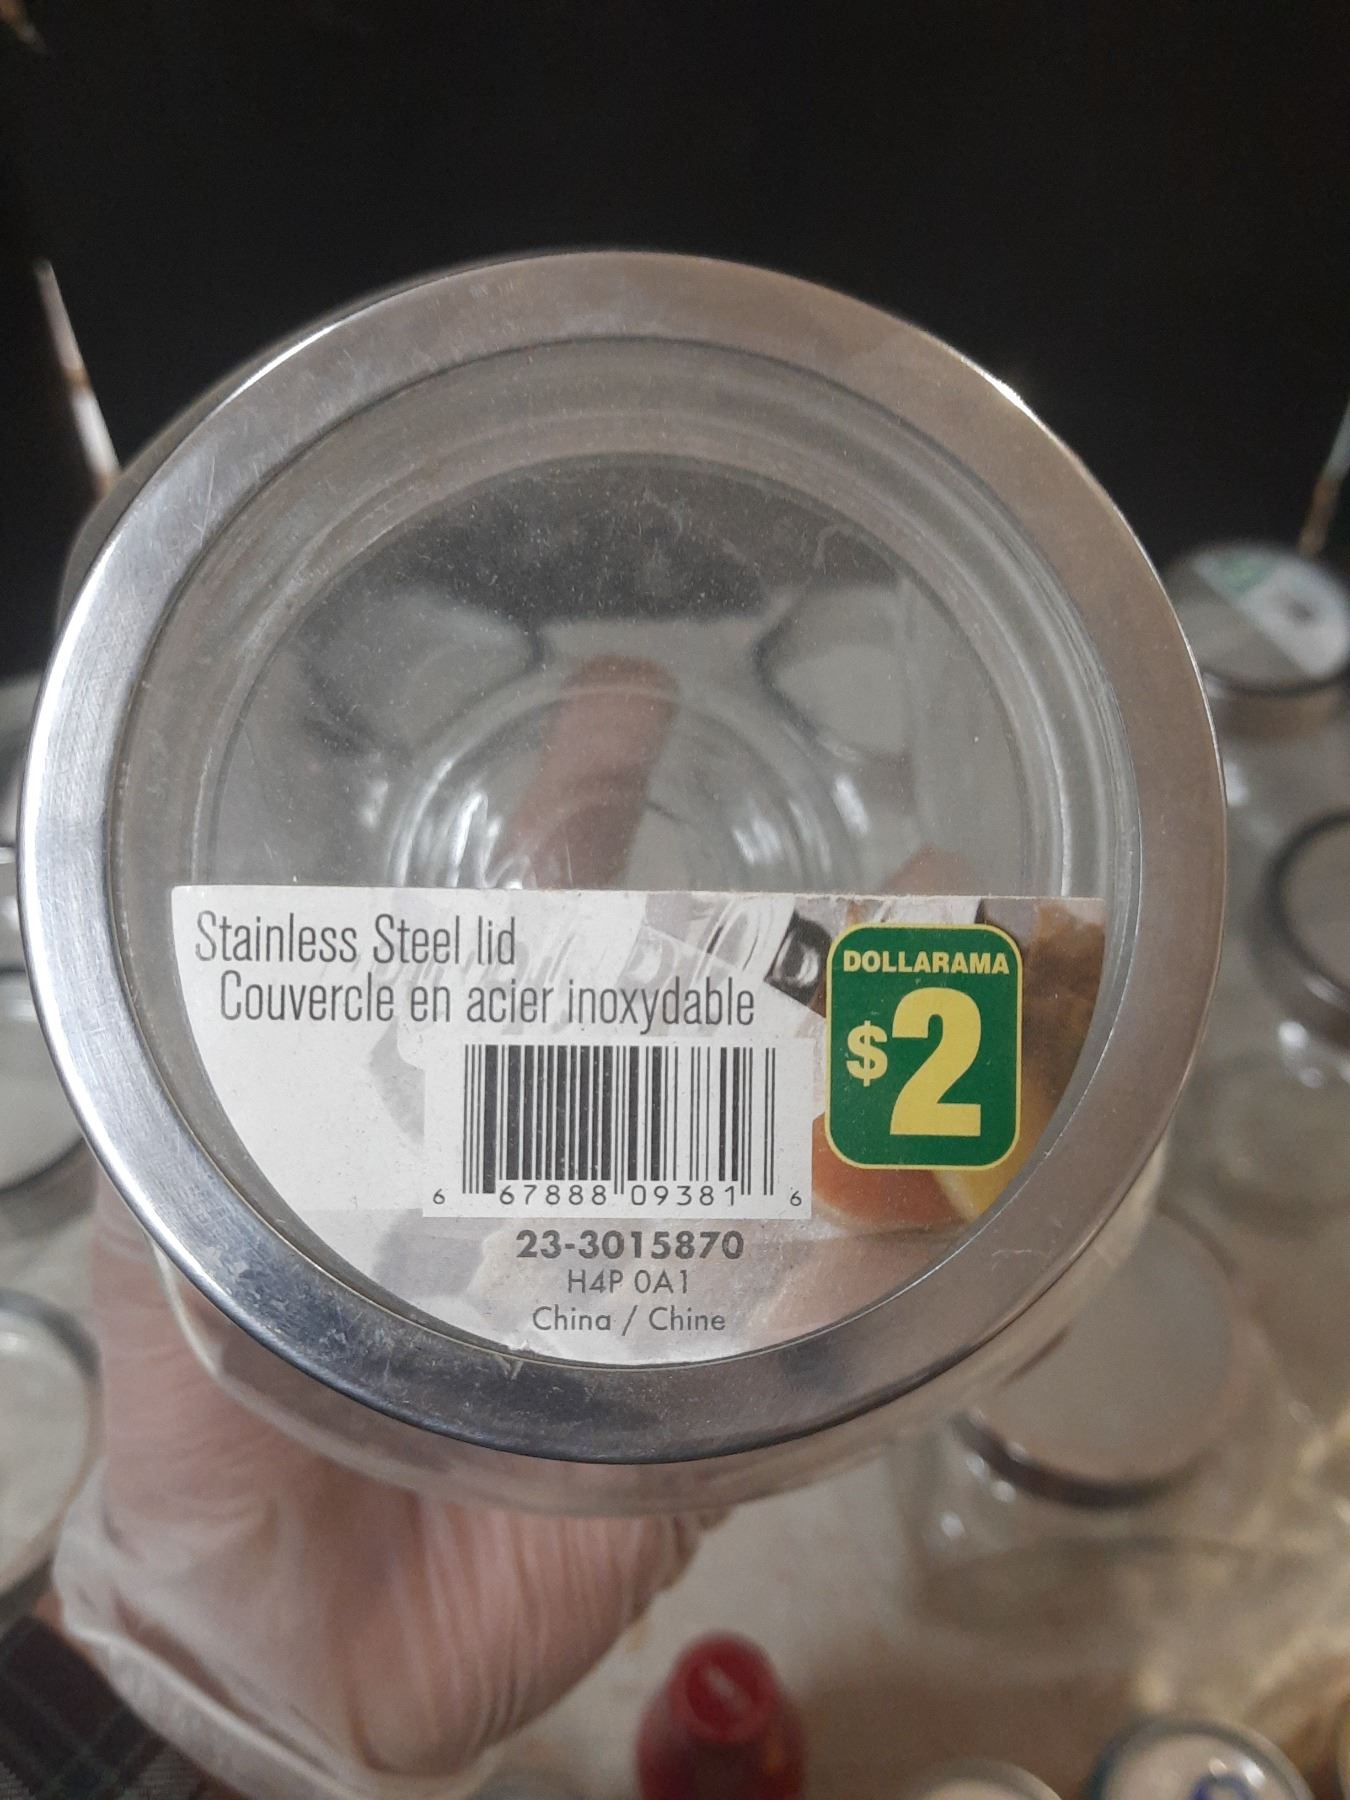 Stainless Steel lid
Couvercle en acier inoxydable
DOLLARAMA
$2
6 67888 09381 6
23-3015870
H4P 0A1
China / Chine